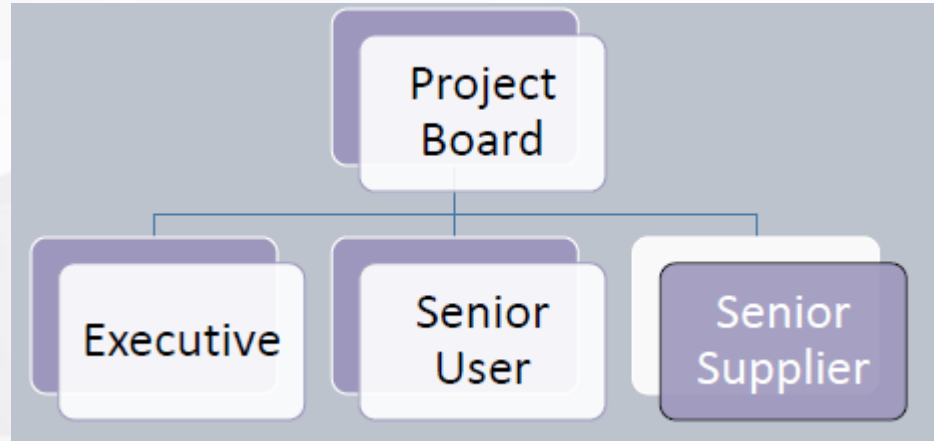 Project
Board
Executive
Senior
User
Senior
Supplier